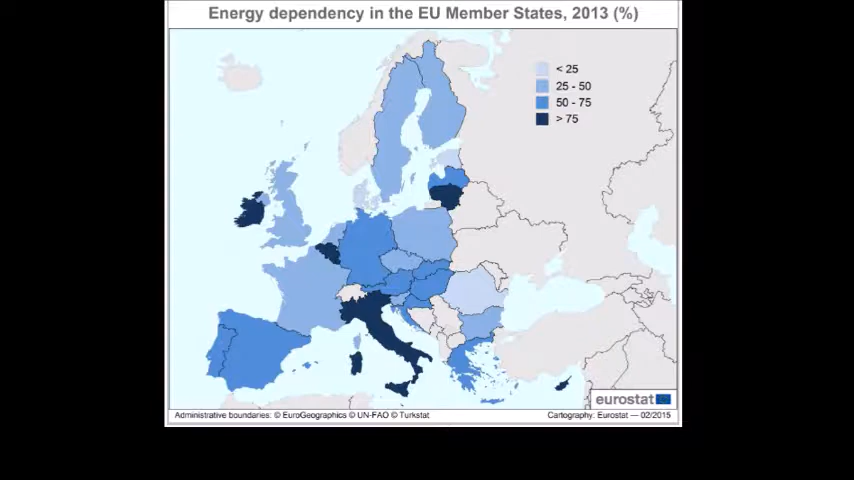 Energy dependency in the EU Member States, 2013 (%)
< 25
25 - 50
50 - 75
> 75
eurostat
Administrative boundaries: © EuroGeographics © UN-FAO © Turkstat
Cartography: Eurostat — 02/2015